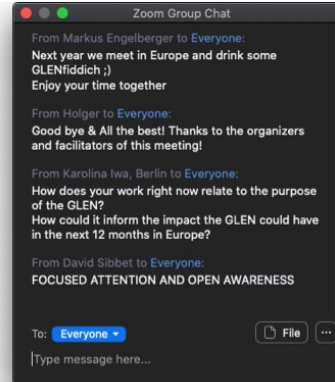 Zoom Group Chat
From Markus Engelberger to Everyone:
Next year we meet in Europe and drink some
GLENfiddich ;)
Enjoy your time together
From Holger to Everyone:
Good bye & All the best! Thanks to the organizers
and facilitators of this meeting!
From Karolina Iwa, Berlin to Everyone:
How does your work right now relate to the purpose
of the GLEN?
How could it inform the impact the GLEN could have
in the next 12 months in Europe?
From David Sibbet to Everyone:
FOCUSED ATTENTION AND OPEN AWARENESS
To: Everyone File ...
Type message here...